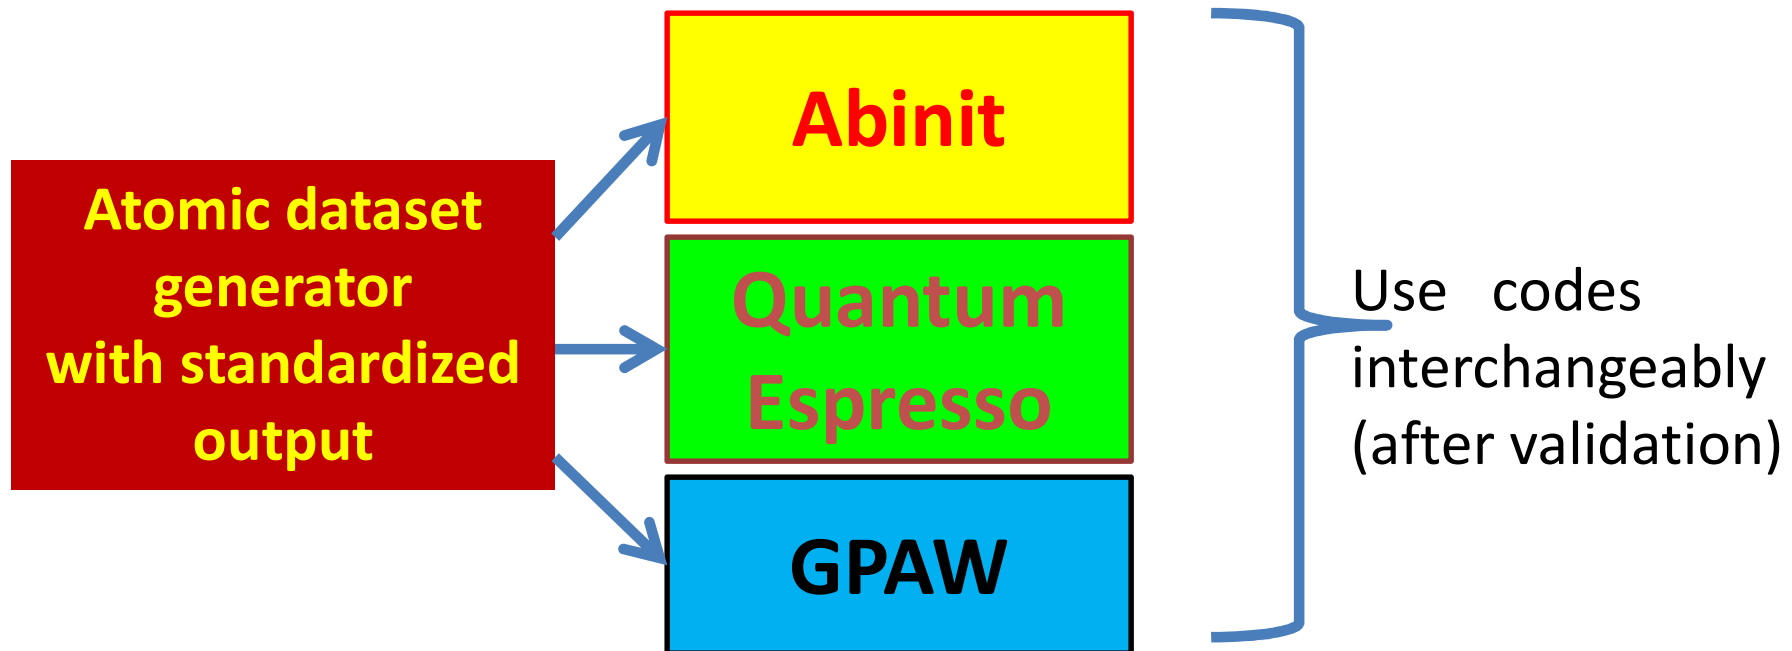 Atomic dataset
generator
with standardized
output
Abinit
Quantum
Espresso
GPAW
Use codes
interchangeably
(after validation)